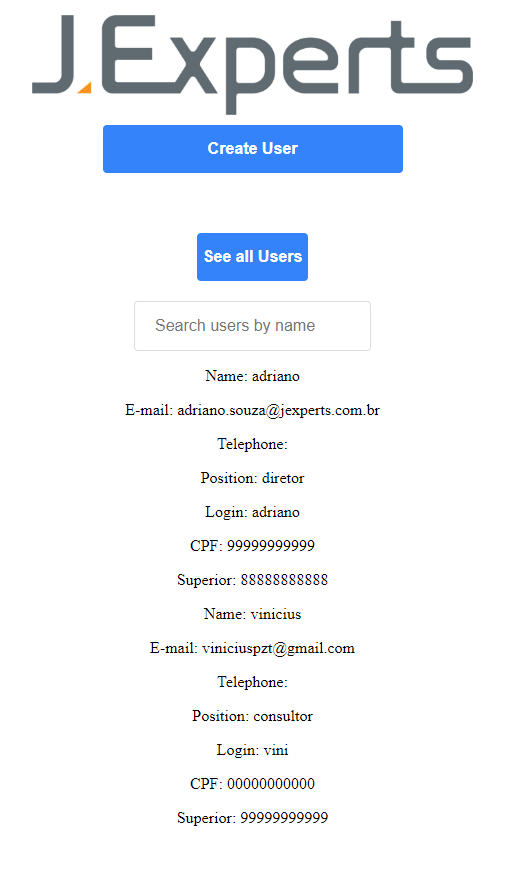 J.Experts
Create User
See all Users
Search users by name
Name: adriano
E-mail: adriano.souza@jexperts.com.br
Telephone:
Position: diretor
Login: adriano
CPF: 99999999999
Superior: 88888888888
Name: vinicius
E-mail: viniciuspzt@gmail.com
Telephone:
Position: consultor
Login: vini
CPF: 00000000000
Superior: 99999999999